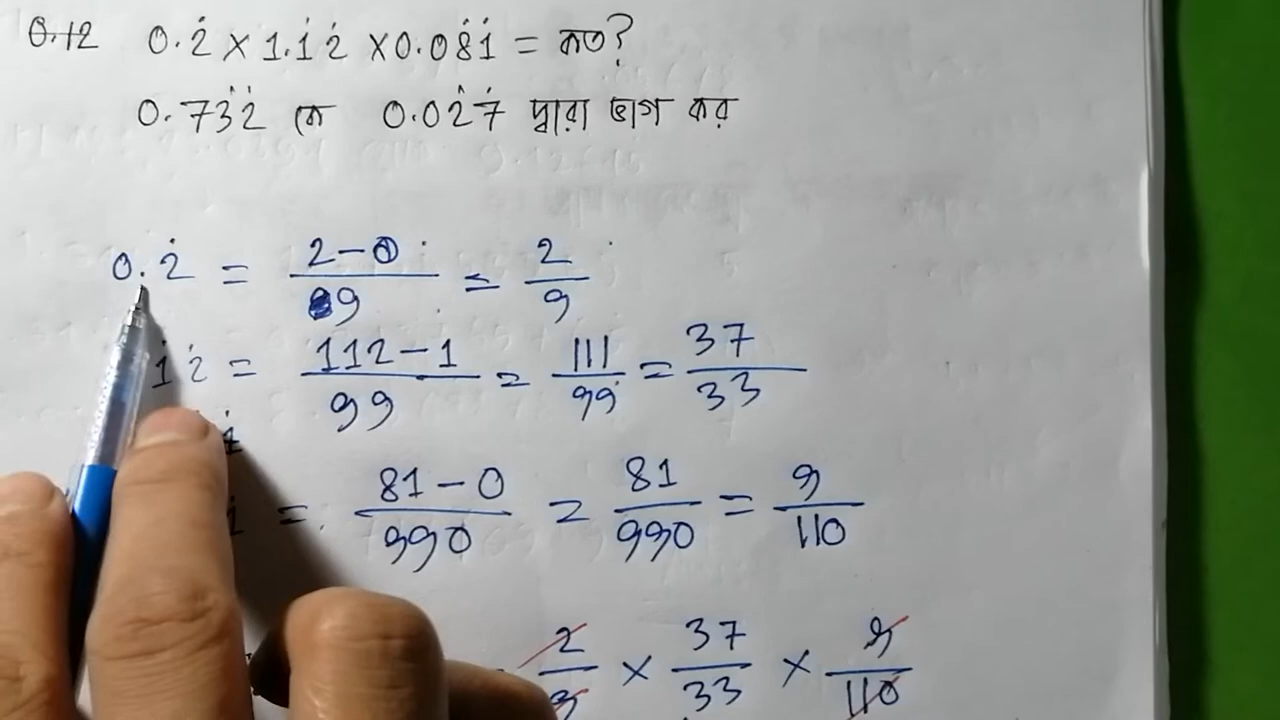 0.12 0.2̇ × 1.1̇2̇ × 0.08̇1̇ = কত?
0.73̇2̇ কে 0.02̇7̇ দ্বারা ভাগ কর
0.2̇ = 2-0/9 = 2/9
1̇2̇ = 112-1/99 = 111/99 = 37/33
= 81-0/990 = 81/990 = 9/110
2/9 × 37/33 × 9/110